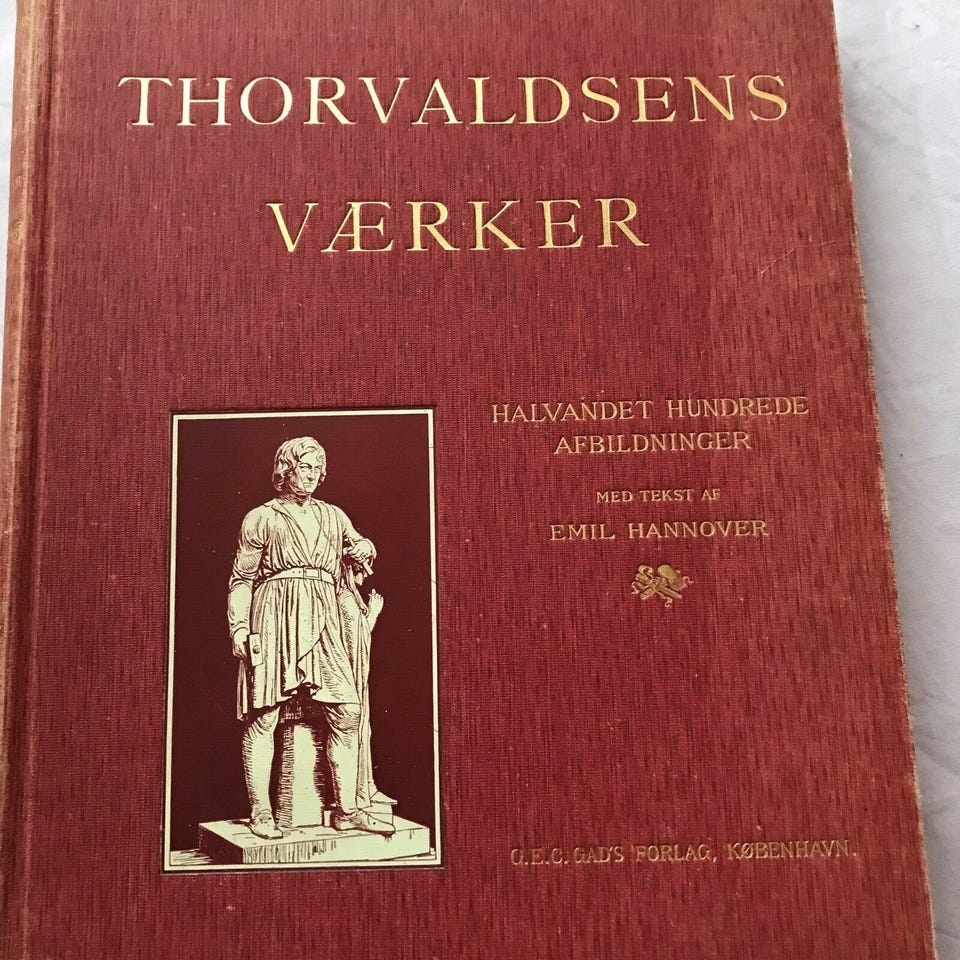 THORVALDSENS
VÆRKER
HALVANDET HUNDREDE
AFBILDNINGER
MED TEKST AF
EMIL HANNOVER
G.E.C. GAD'S FORLAG, KØBENHAVN.